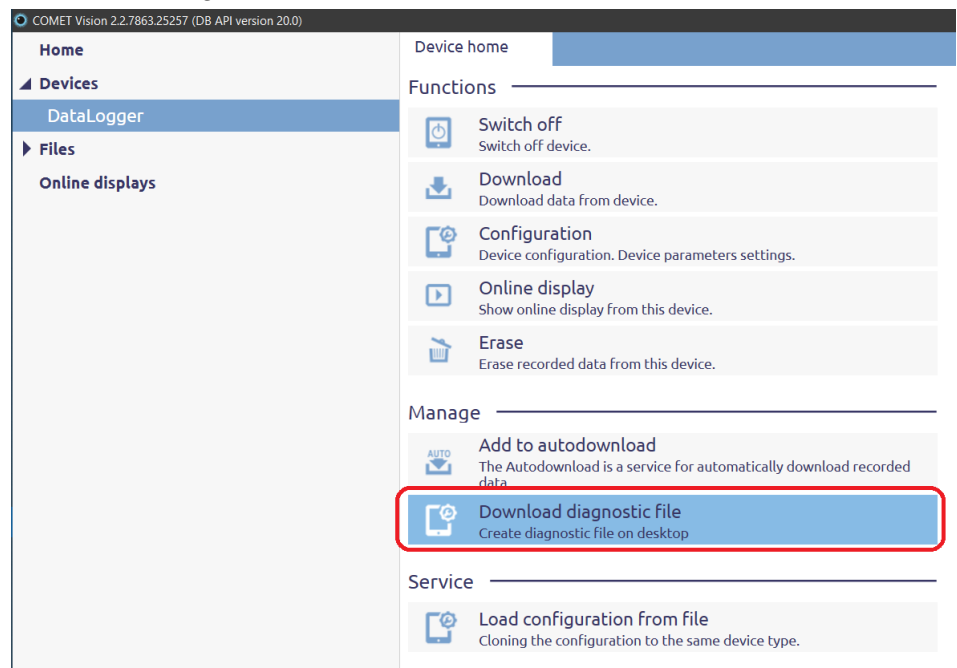 COMET Vision 2.2.7863.25257 (DB API version 20.0)
Home
Devices
DataLogger
Files
Online displays
Device home
Functions
Switch off
Switch off device.
Download
Download data from device.
Configuration
Device configuration. Device parameters settings.
Online display
Show online display from this device.
Erase
Erase recorded data from this device.
Manage
AUTO
Add to autodownload
The Autodownload is a service for automatically download recorded
data
Download diagnostic file
Create diagnostic file on desktop
Service
Load configuration from file
Cloning the configuration to the same device type.